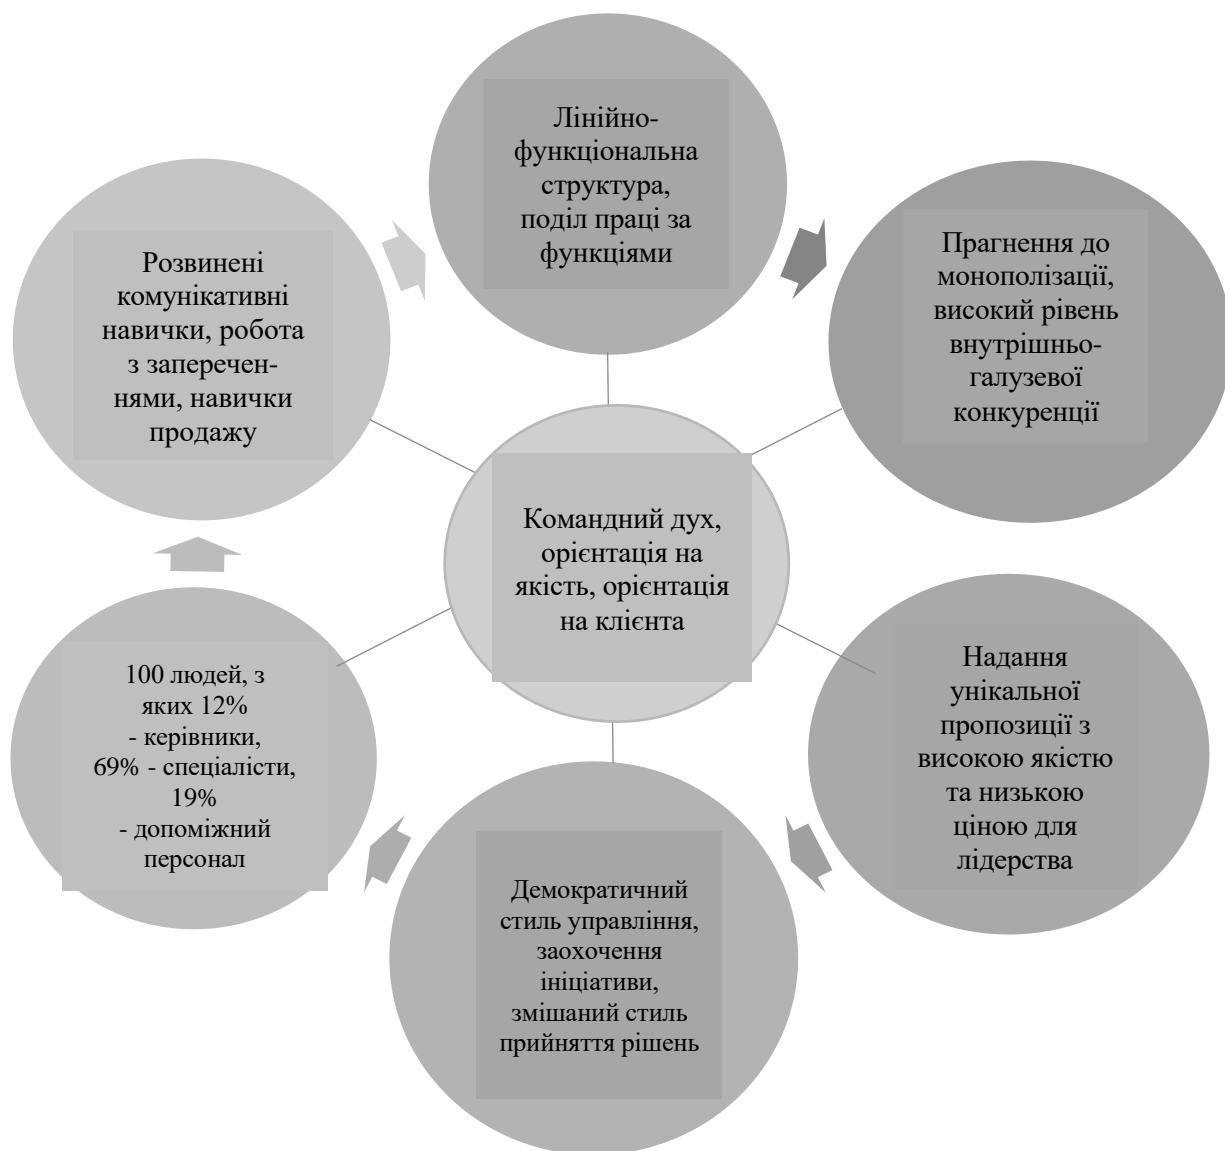 Лінійно-
функціональна
структура,
поділ праці за
функціями
Прагнення до
монополізації,
високий рівень
внутрішньо-
галузевої
конкуренції
Розвинені
комунікативні
навички, робота
з заперечен-
нями, навички
продажу
Командний дух,
орієнтація на
якість, орієнтація
на клієнта
Надання
унікальної
пропозиції з
високою якістю
та низькою
ціною для
лідерства
100 людей, з
яких 12%
- керівники,
69% - спеціалісти,
19%
- допоміжний
персонал
Демократичний
стиль управління,
заохочення
ініціативи,
змішаний стиль
прийняття рішень